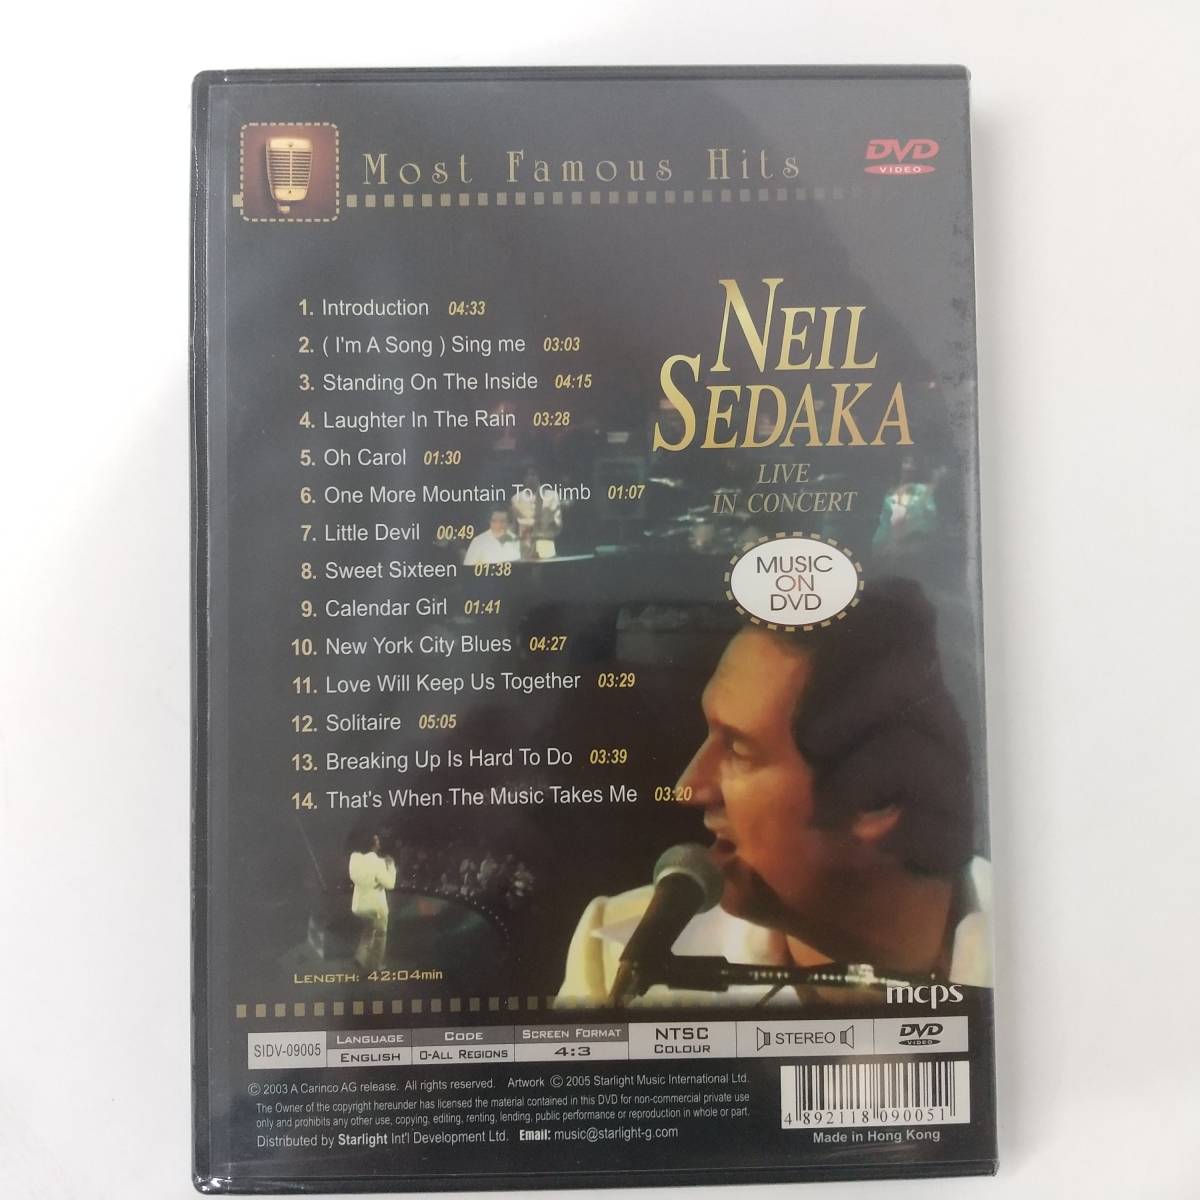 Most Famous Hits
DVD
VIDEO
1. Introduction 04:33
2. ( I'm A Song ) Sing me 03:03
3. Standing On The Inside 04:15
4. Laughter In The Rain 03:28
5. Oh Carol 01:30
6. One More Mountain To Climb 01:07
7. Little Devil 00:49
8. Sweet Sixteen 01:38
9. Calendar Girl 01:41
10. New York City Blues 04:27
11. Love Will Keep Us Together 03:29
12. Solitaire 05:05
13. Breaking Up Is Hard To Do 03:39
14. That's When The Music Takes Me 03:20
NEIL
SEDAKA
LIVE
IN CONCERT
MUSIC
ON
DVD
LENGTH: 42:04min
mcps
SIDV-09005
LANGUAGE
ENGLISH
CODE
0-ALL REGIONS
SCREEN FORMAT
4:3
NTSC
COLOUR
STEREO
DVD
VIDEO
© 2003 A Carinco AG release. All rights reserved. Artwork © 2005 Starlight Music International Ltd.
The Owner of the copyright hereunder has licensed the material contained in this DVD for non-commercial private use
only and prohibits any other use, copying, editing, renting, lending, public performance or reproduction in whole or part.
Distributed by Starlight Int'l Development Ltd. Email: music@starlight-g.com
4 892118 090051
Made in Hong Kong